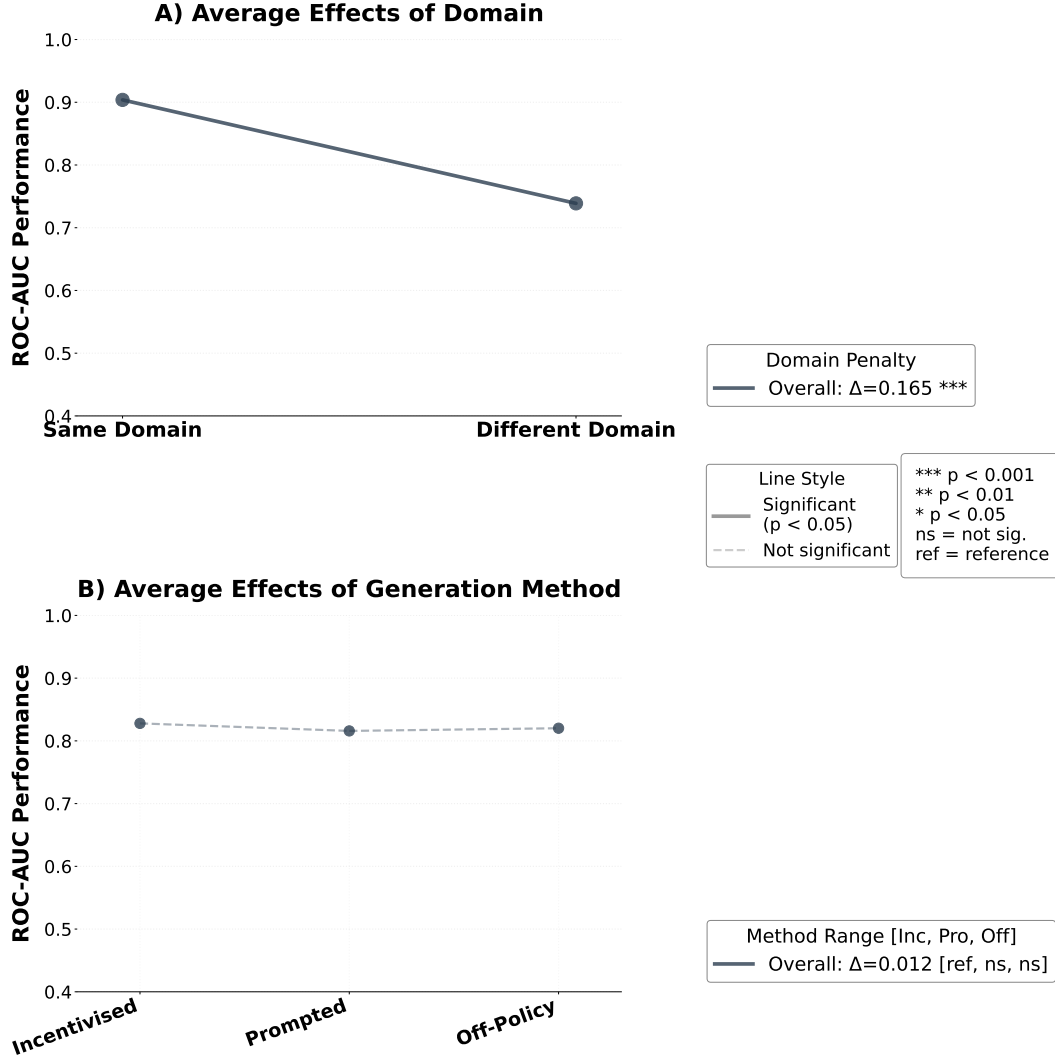 A) Average Effects of Domain
ROC-AUC Performance
1.0
0.9
0.8
0.7
0.6
0.5
0.4
Same Domain
Different Domain
Domain Penalty
Overall: Δ=0.165 ***
Line Style
Significant
(p < 0.05)
Not significant
*** p < 0.001
** p < 0.01
* p < 0.05
ns = not sig.
ref = reference
B) Average Effects of Generation Method
ROC-AUC Performance
1.0
0.9
0.8
0.7
0.6
0.5
0.4
Incentivised
Prompted
Off-Policy
Method Range [Inc, Pro, Off]
Overall: Δ=0.012 [ref, ns, ns]